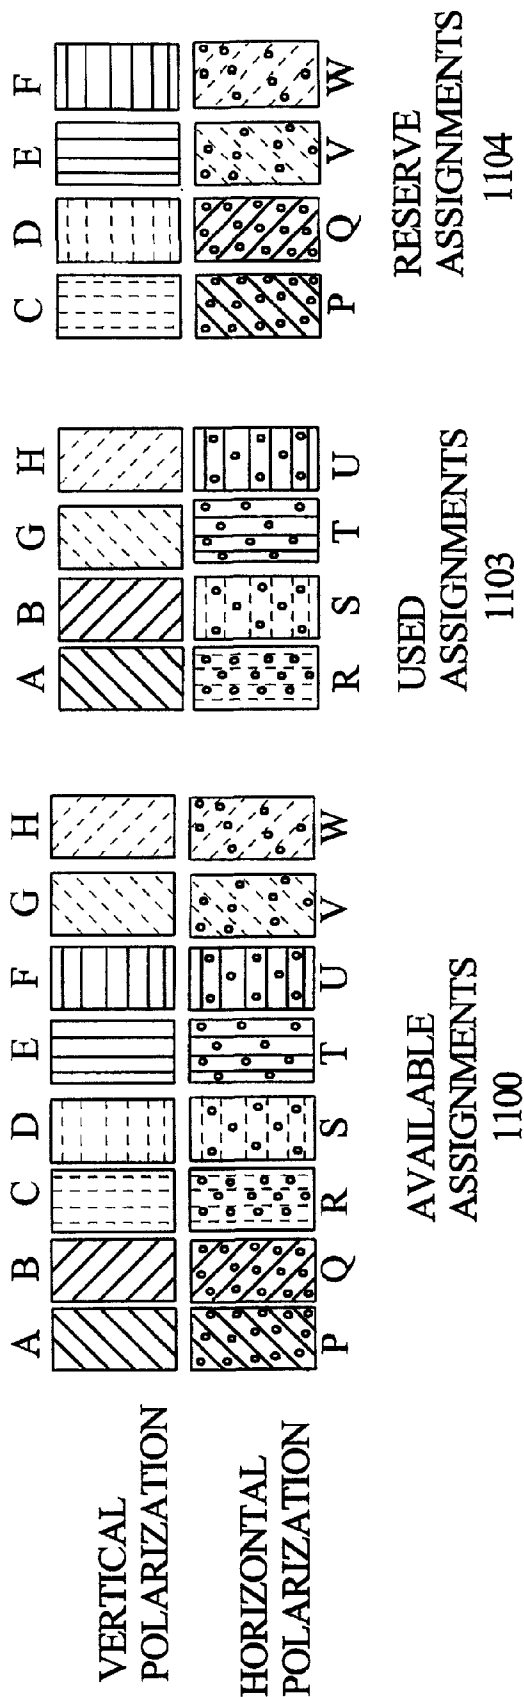 A B C D E F G H
A B G H
C D E F
VERTICAL
POLARIZATION
HORIZONTAL
POLARIZATION
P Q R S T U V W
R S T U
P Q V W
AVAILABLE
ASSIGNMENTS
1100
USED
ASSIGNMENTS
1103
RESERVE
ASSIGNMENTS
1104